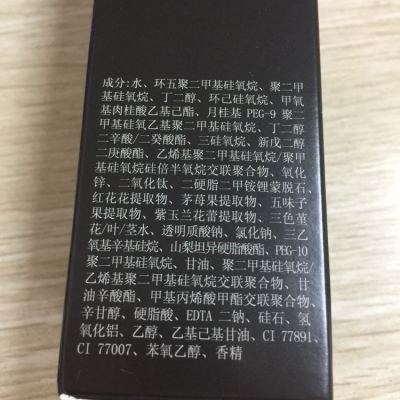 成分:水、环五聚二甲基硅氧烷、聚二甲
基硅氧烷、丁二醇、环己硅氧烷、甲氧
基肉桂酸乙基己酯、月桂基 PEG-9 聚二
甲基硅氧基乙基聚二甲基硅氧烷、丁二醇
二辛酸/二癸酸酯、三硅氧烷、新戊二醇
二庚酸酯、乙烯基聚二甲基硅氧烷/聚甲
基硅氧烷硅倍半氧烷交联聚合物、氧化
锌、二氧化钛、二硬脂二甲铵锂蒙脱石、
红花花提取物、茅莓果提取物、五味子
果提取物、紫玉兰花蕾提取物、三色堇
花/叶/茎水、透明质酸钠、氯化钠、三乙
氧基辛基硅烷、山梨坦异硬脂酸酯、PEG-10
聚二甲基硅氧烷、甘油、聚二甲基硅氧烷/
乙烯基聚二甲基硅氧烷交联聚合物、甘
油辛酸酯、甲基丙烯酸甲酯交联聚合物、
辛甘醇、硬脂酸、EDTA 二钠、硅石、氢
氧化铝、乙醇、乙基己基甘油、CI 77891、
CI 77007、苯氧乙醇、香精